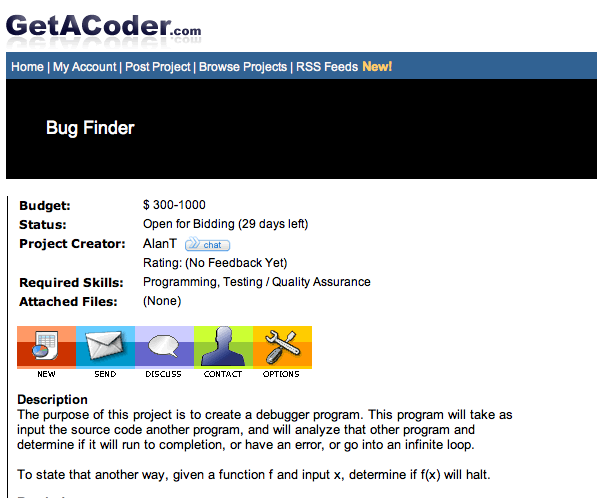 GetACoder.com
Home | My Account | Post Project | Browse Projects | RSS Feeds New!
Bug Finder
Budget: $ 300-1000
Status: Open for Bidding (29 days left)
Project Creator: AlanT chat
Rating: (No Feedback Yet)
Required Skills: Programming, Testing / Quality Assurance
Attached Files: (None)
NEW SEND DISCUSS CONTACT OPTIONS
Description
The purpose of this project is to create a debugger program. This program will take as
input the source code another program, and will analyze that other program and
determine if it will run to completion, or have an error, or go into an infinite loop.
To state that another way, given a function f and input x, determine if f(x) will halt.